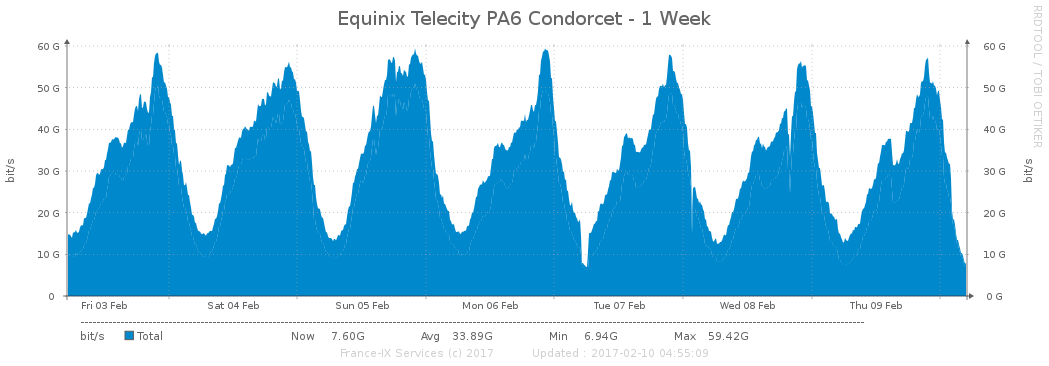 Equinix Telecity PA6 Condorcet - 1 Week
RRDTOOL / TOBI OETIKER
60 G 60 G
50 G 50 G
40 G 40 G
30 G 30 G
20 G 20 G
10 G 10 G
0 0 G
bit/s bit/s
Fri 03 Feb Sat 04 Feb Sun 05 Feb Mon 06 Feb Tue 07 Feb Wed 08 Feb Thu 09 Feb
bit/s Total Now 7.60G Avg 33.89G Min 6.94G Max 59.42G
France-IX Services (c) 2017 Updated : 2017-02-10 04:55:09